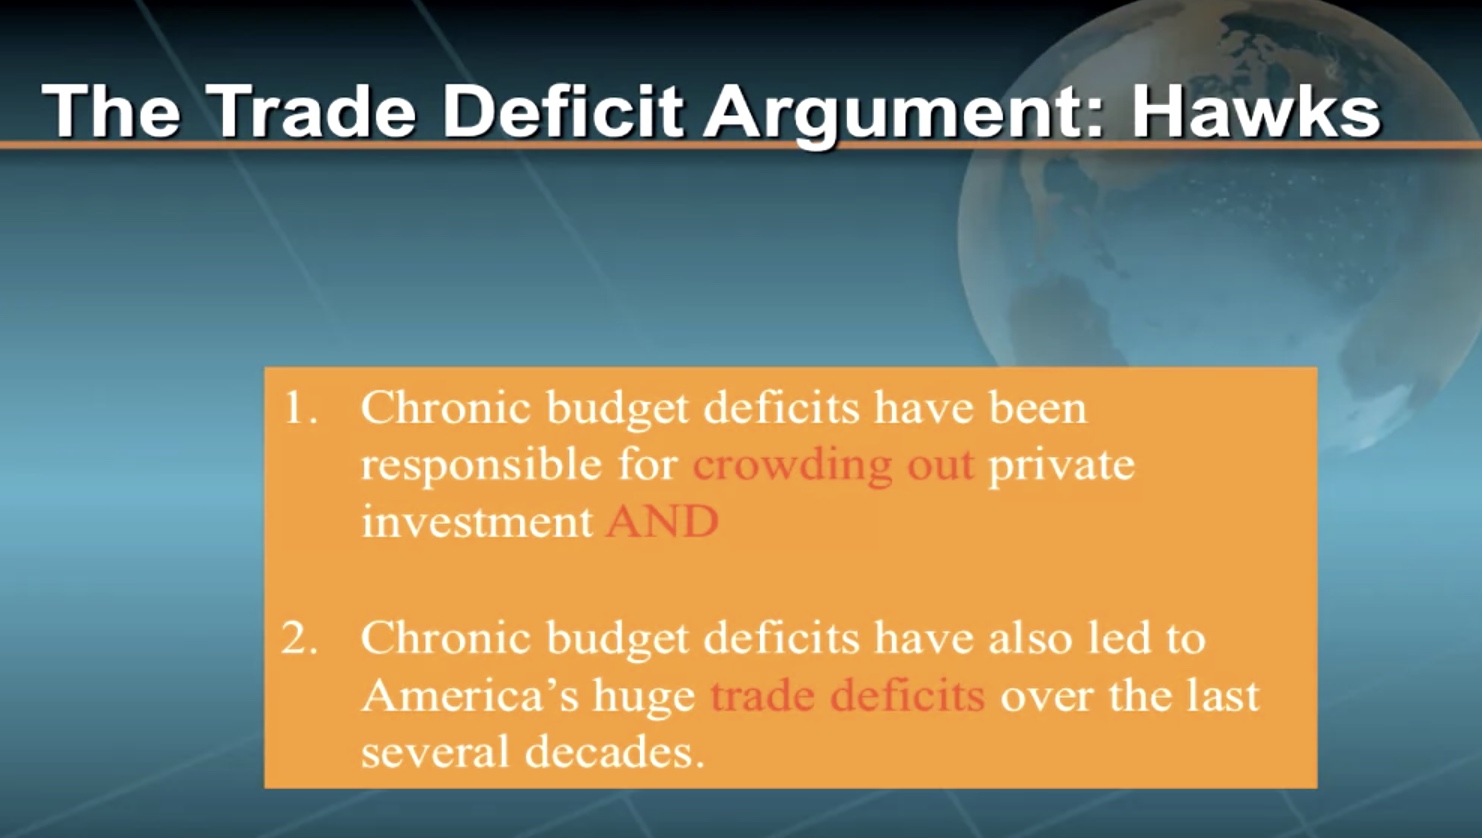 The Trade Deficit Argument: Hawks
1. Chronic budget deficits have been
responsible for crowding out private
investment AND
2. Chronic budget deficits have also led to
America’s huge trade deficits over the last
several decades.